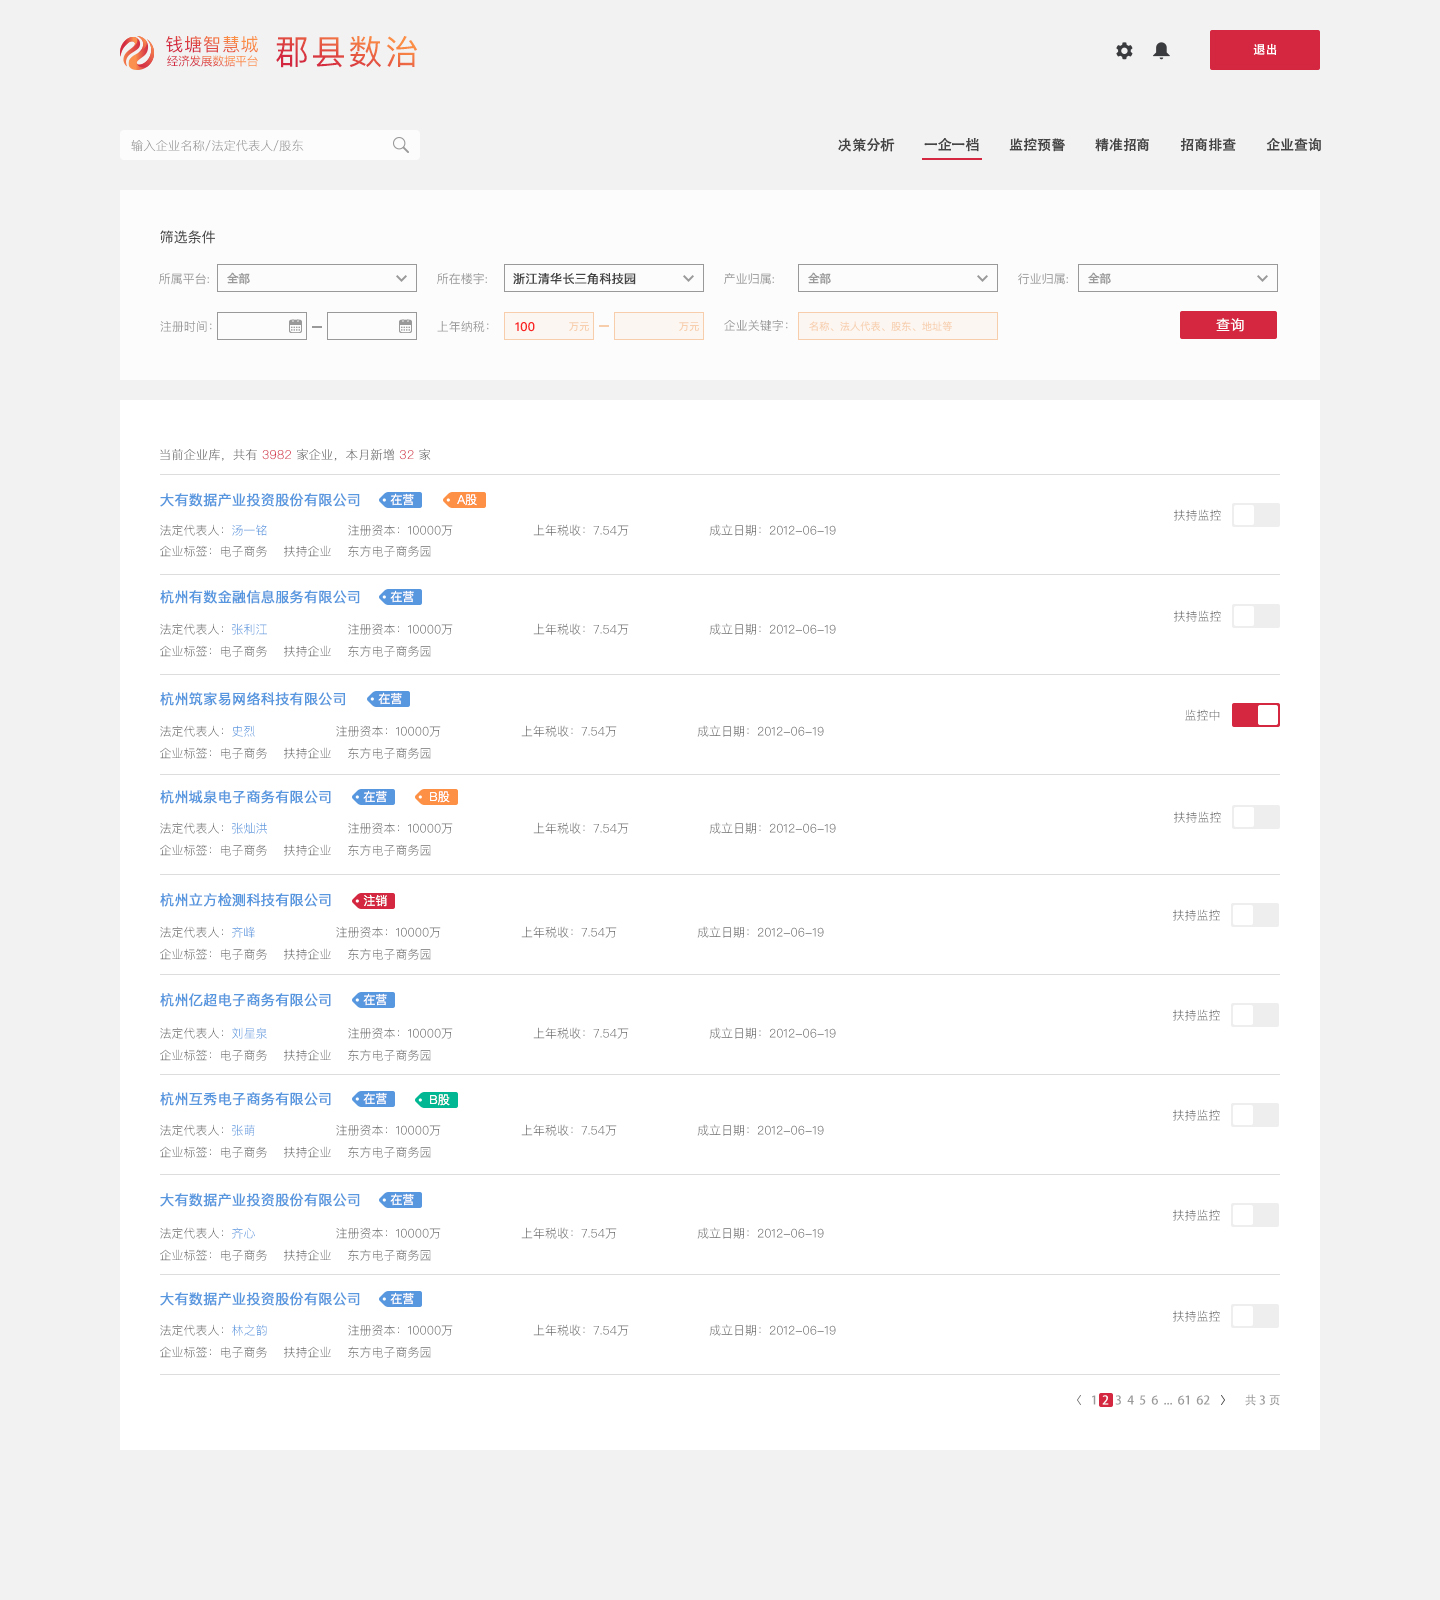 钱塘智慧城
经济发展数据平台
郡县数治
退出
输入企业名称/法定代表人/股东
决策分析 一企一档 监控预警 精准招商 招商排查 企业查询
筛选条件
所属平台: 全部 所在楼宇: 浙江清华长三角科技园 产业归属: 全部 行业归属: 全部
注册时间: — 上年纳税: 100 万元 — 万元 企业关键字: 名称、法人代表、股东、地址等 查询
当前企业库，共有 3982 家企业，本月新增 32 家
大有数据产业投资股份有限公司 在营 A股
扶持监控
法定代表人：汤一铭 注册资本：10000万 上年税收：7.54万 成立日期：2012-06-19
企业标签：电子商务 扶持企业 东方电子商务园
杭州有数金融信息服务有限公司 在营
扶持监控
法定代表人：张利江 注册资本：10000万 上年税收：7.54万 成立日期：2012-06-19
企业标签：电子商务 扶持企业 东方电子商务园
杭州筑家易网络科技有限公司 在营
监控中
法定代表人：史烈 注册资本：10000万 上年税收：7.54万 成立日期：2012-06-19
企业标签：电子商务 扶持企业 东方电子商务园
杭州城泉电子商务有限公司 在营 B股
扶持监控
法定代表人：张灿洪 注册资本：10000万 上年税收：7.54万 成立日期：2012-06-19
企业标签：电子商务 扶持企业 东方电子商务园
杭州立方检测科技有限公司 注销
扶持监控
法定代表人：齐峰 注册资本：10000万 上年税收：7.54万 成立日期：2012-06-19
企业标签：电子商务 扶持企业 东方电子商务园
杭州亿超电子商务有限公司 在营
扶持监控
法定代表人：刘星泉 注册资本：10000万 上年税收：7.54万 成立日期：2012-06-19
企业标签：电子商务 扶持企业 东方电子商务园
杭州互秀电子商务有限公司 在营 B股
扶持监控
法定代表人：张萌 注册资本：10000万 上年税收：7.54万 成立日期：2012-06-19
企业标签：电子商务 扶持企业 东方电子商务园
大有数据产业投资股份有限公司 在营
扶持监控
法定代表人：齐心 注册资本：10000万 上年税收：7.54万 成立日期：2012-06-19
企业标签：电子商务 扶持企业 东方电子商务园
大有数据产业投资股份有限公司 在营
扶持监控
法定代表人：林之韵 注册资本：10000万 上年税收：7.54万 成立日期：2012-06-19
企业标签：电子商务 扶持企业 东方电子商务园
〈 1 2 3 4 5 6 ... 61 62 〉 共 3 页